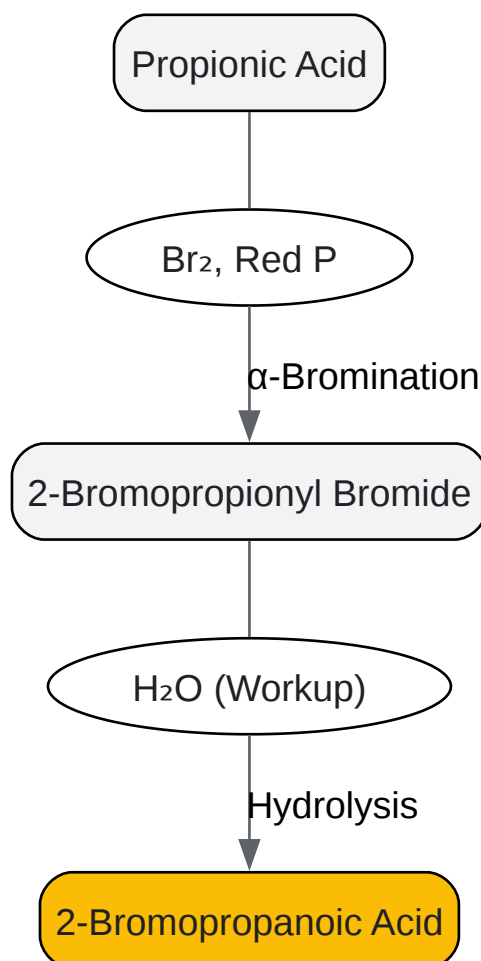 Propionic Acid
Br₂, Red P
α-Bromination
2-Bromopropionyl Bromide
H₂O (Workup)
Hydrolysis
2-Bromopropanoic Acid